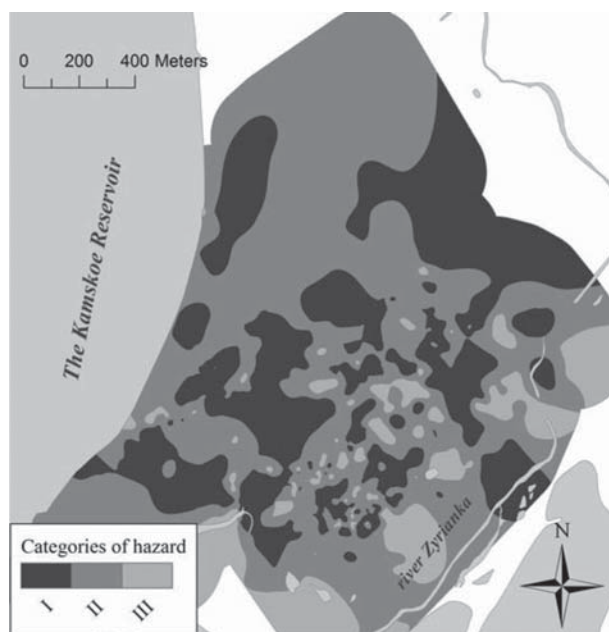 0 200 400 Meters
The Kamskoe Reservoir
river Zyrianka
N
Categories of hazard
I II III